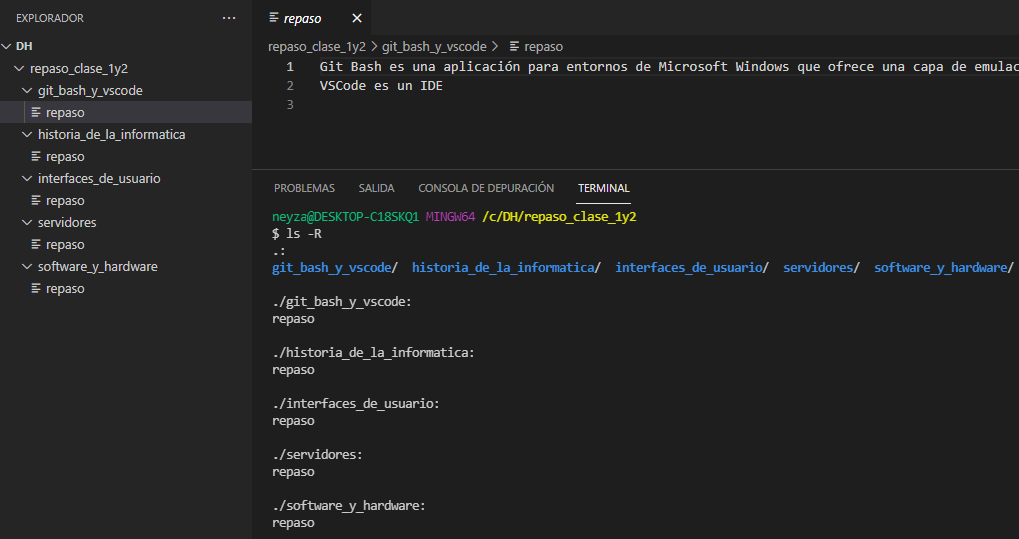 EXPLORADOR
DH
repaso_clase_1y2
git_bash_y_vscode
repaso
historia_de_la_informatica
repaso
interfaces_de_usuario
repaso
servidores
repaso
software_y_hardware
repaso
repaso
repaso_clase_1y2 > git_bash_y_vscode > repaso
1 Git Bash es una aplicación para entornos de Microsoft Windows que ofrece una capa de emulac
2 VSCode es un IDE
3
PROBLEMAS SALIDA CONSOLA DE DEPURACIÓN TERMINAL
neyza@DESKTOP-C18SKQ1 MINGW64 /c/DH/repaso_clase_1y2
$ ls -R
.:
git_bash_y_vscode/ historia_de_la_informatica/ interfaces_de_usuario/ servidores/ software_y_hardware/
./git_bash_y_vscode:
repaso
./historia_de_la_informatica:
repaso
./interfaces_de_usuario:
repaso
./servidores:
repaso
./software_y_hardware:
repaso